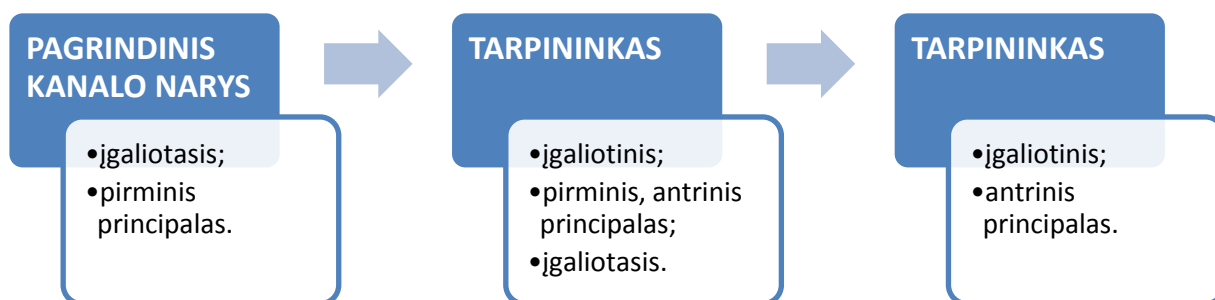 PAGRINDINIS
KANALO NARYS
•įgaliotasis;
•pirminis
principalas.
TARPININKAS
•įgaliotinis;
•pirminis, antrinis
principalas;
•įgaliotasis.
TARPININKAS
•įgaliotinis;
•antrinis
principalas.